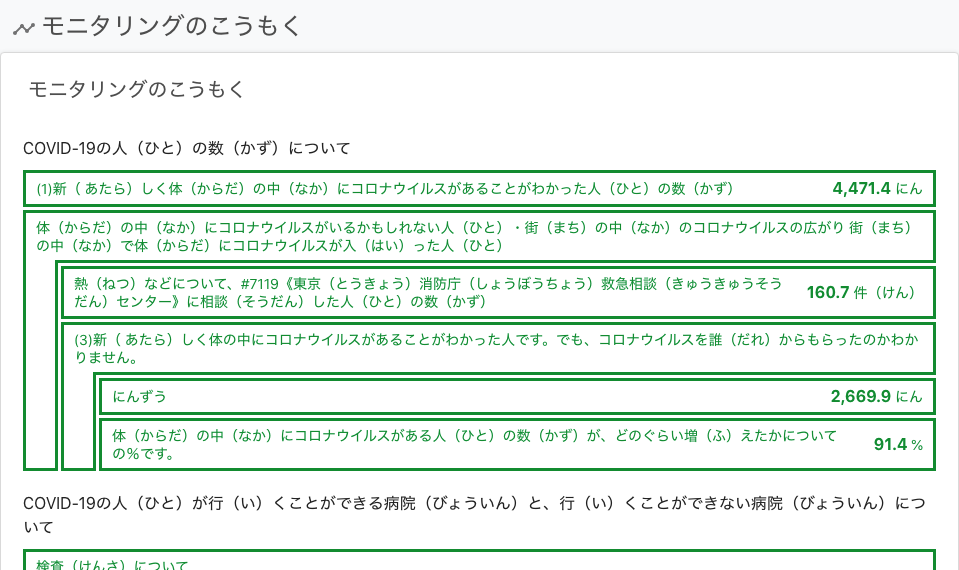 モニタリングのこうもく
モニタリングのこうもく
COVID-19の人（ひと）の数（かず）について
(1)新（ あたら）しく体（からだ）の中（なか）にコロナウイルスがあることがわかった人（ひと）の数（かず） 4,471.4 にん
体（からだ）の中（なか）にコロナウイルスがいるかもしれない人（ひと）・街（まち）の中（なか）のコロナウイルスの広がり 街（まち）
の中（なか）で体（からだ）にコロナウイルスが入（はい）った人（ひと）
熱（ねつ）などについて、#7119《東京（とうきょう）消防庁（しょうぼうちょう）救急相談（きゅうきゅうそう
だん）センター》に相談（そうだん）した人（ひと）の数（かず） 160.7 件（けん）
(3)新（ あたら）しく体の中にコロナウイルスがあることがわかった人です。でも、コロナウイルスを誰（だれ）からもらったのかわか
りません。
にんずう 2,669.9 にん
体（からだ）の中（なか）にコロナウイルスがある人（ひと）の数（かず）が、どのぐらい増（ふ）えたかについて
の％です。 91.4 %
COVID-19の人（ひと）が行（い）くことができる病院（びょういん）と、行（い）くことができない病院（びょういん）につ
いて
検査（けんさ）について